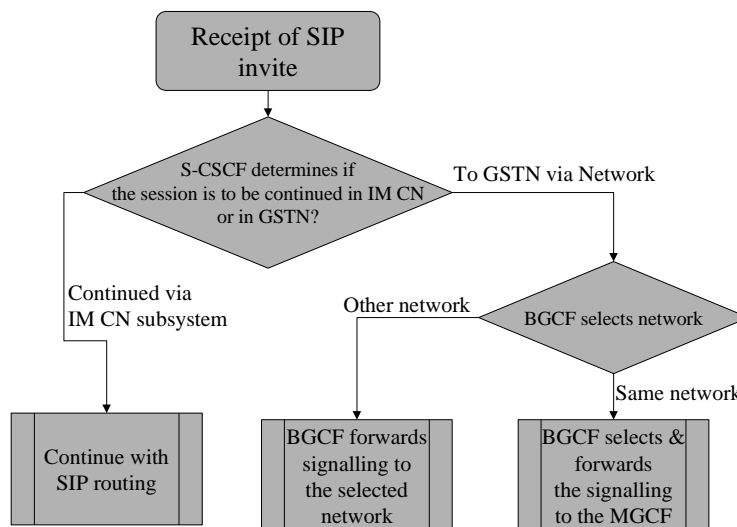 Receipt of SIP
invite
S-CSCF determines if
the session is to be continued in IM CN
or in GSTN?
To GSTN via Network
Continued via
IM CN subsystem
Other network
BGCF selects network
Same network
Continue with
SIP routing
BGCF forwards
signalling to
the selected
network
BGCF selects &
forwards
the signalling
to the MGCF